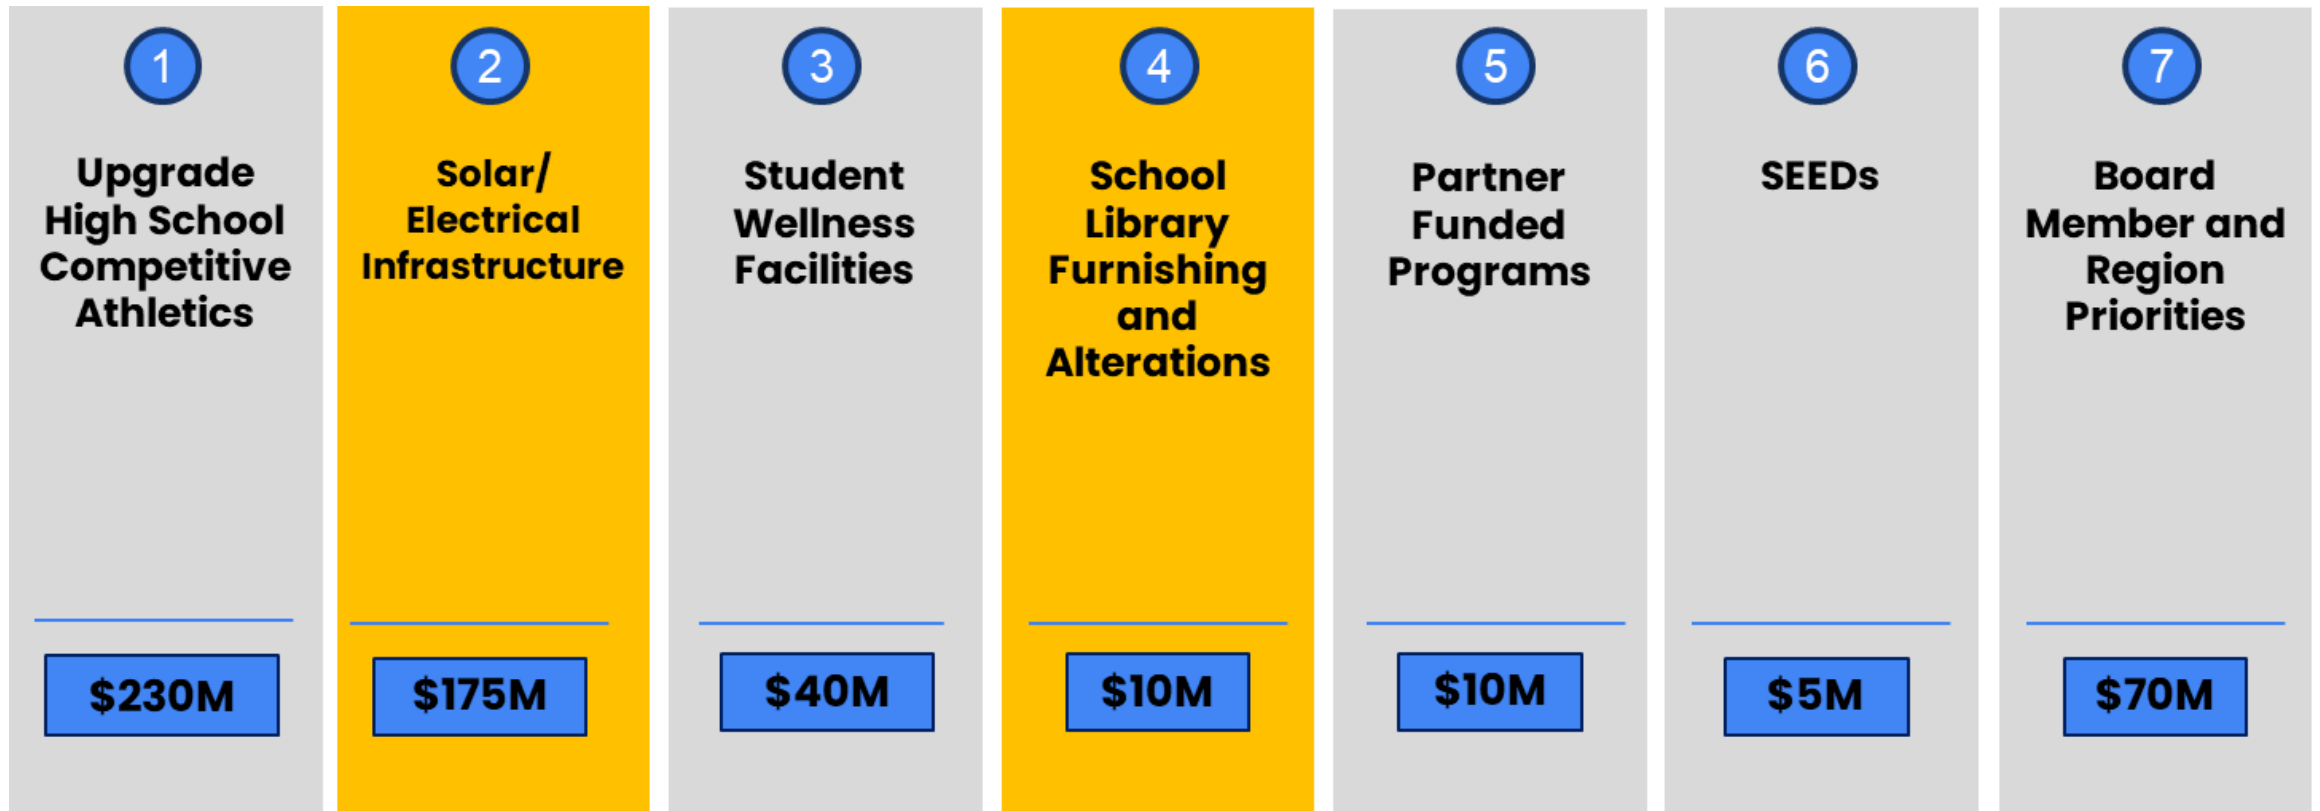 1
Upgrade
High School
Competitive
Athletics
$230M
2
Solar/
Electrical
Infrastructure
$175M
3
Student
Wellness
Facilities
$40M
4
School
Library
Furnishing
and
Alterations
$10M
5
Partner
Funded
Programs
$10M
6
SEEDs
$5M
7
Board
Member and
Region
Priorities
$70M